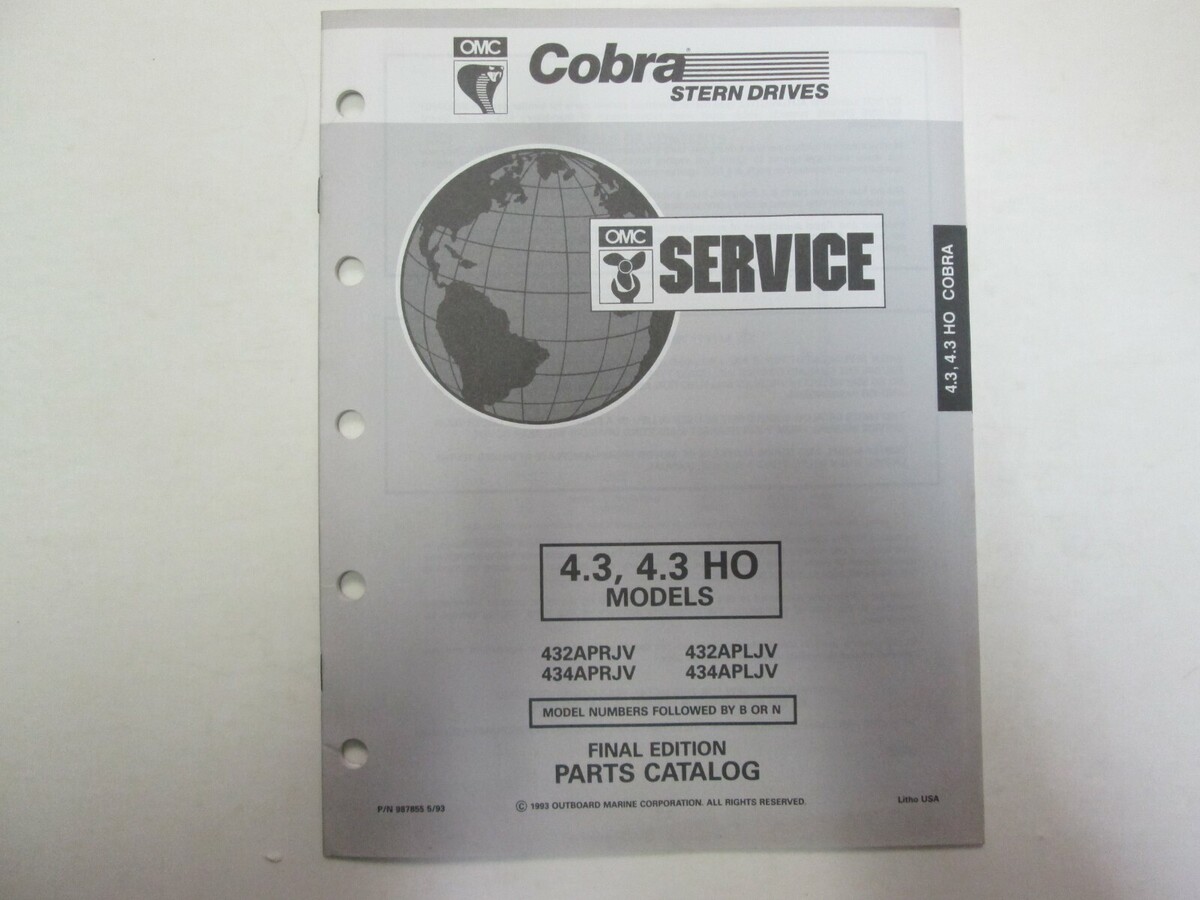 OMC
Cobra
STERN DRIVES
OMC
SERVICE
4.3, 4.3 HO COBRA
4.3, 4.3 HO
MODELS
432APRJV 432APLJV
434APRJV 434APLJV
MODEL NUMBERS FOLLOWED BY B OR N
FINAL EDITION
PARTS CATALOG
P/N 987855 5/93
© 1993 OUTBOARD MARINE CORPORATION. ALL RIGHTS RESERVED.
Litho USA